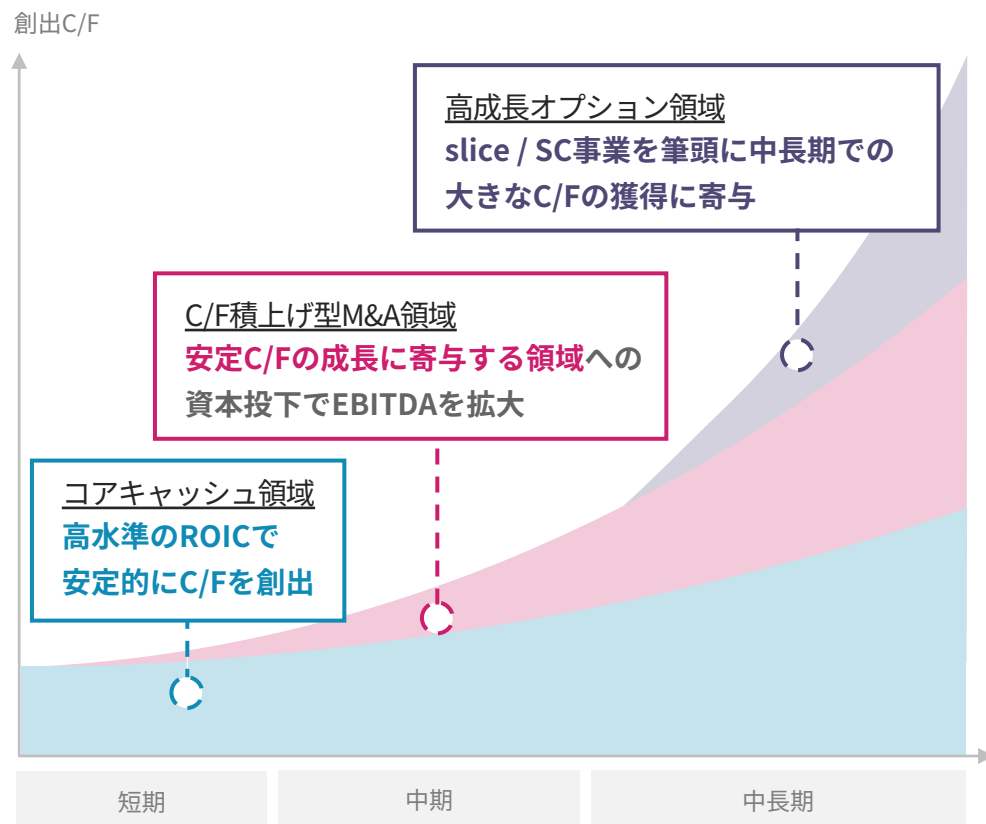 創出C/F
高成長オプション領域
slice / SC事業を筆頭に中長期での
大きなC/Fの獲得に寄与
C/F積上げ型M&A領域
安定C/Fの成長に寄与する領域への
資本投下でEBITDAを拡大
コアキャッシュ領域
高水準のROICで
安定的にC/Fを創出
短期
中期
中長期